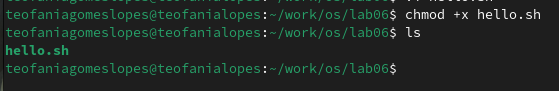 teofaniagomeslopes@teofanialopes:~/work/os/lab06$ chmod +x hello.sh
teofaniagomeslopes@teofanialopes:~/work/os/lab06$ ls
hello.sh
teofaniagomeslopes@teofanialopes:~/work/os/lab06$